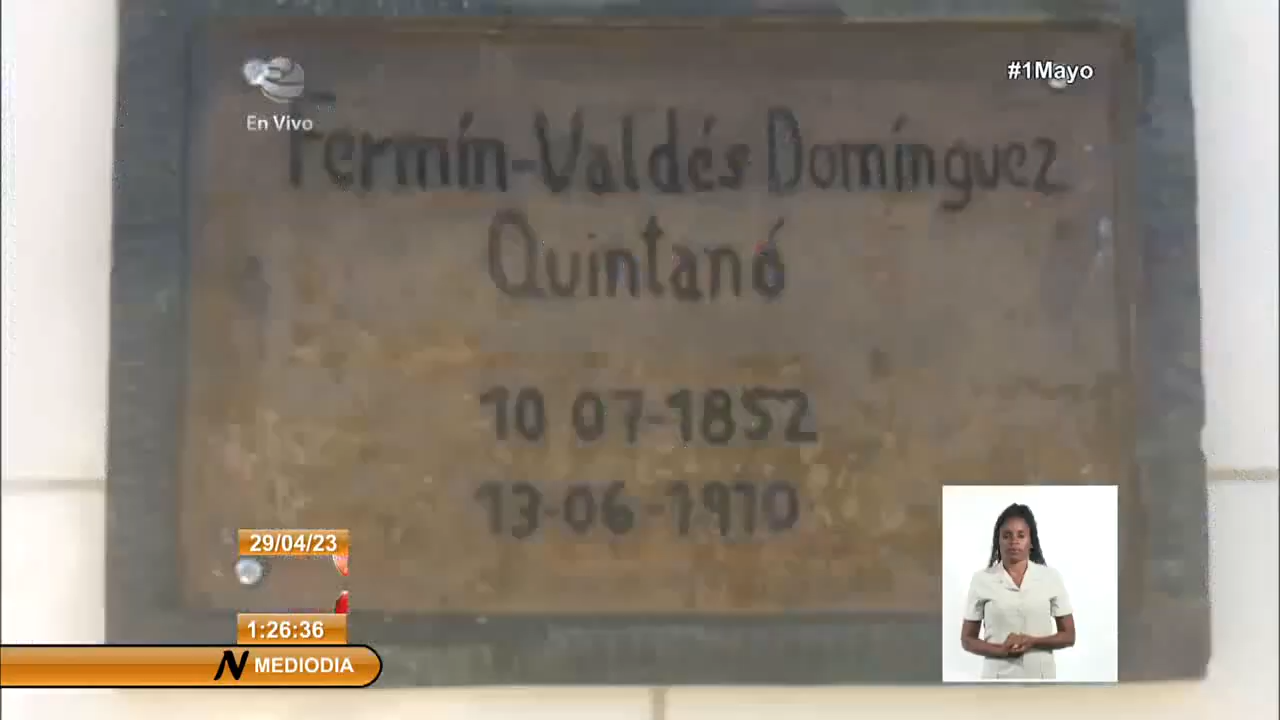 #1Mayo
En Vivo
Fermín-Valdés Domínguez
Quintanó
10 07-1852
13-06-1910
29/04/23
1:26:36
N MEDIODIA